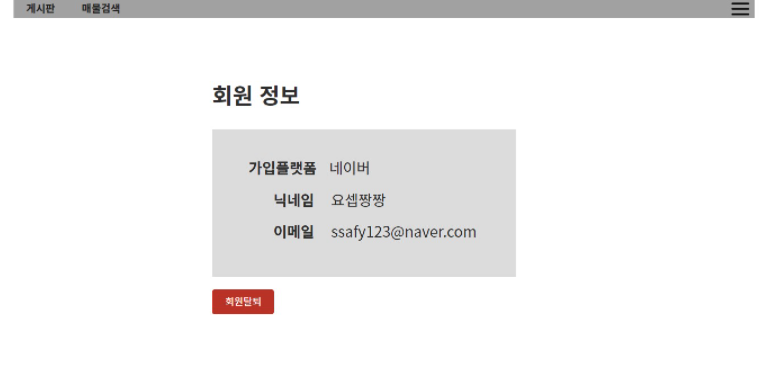 게시판 매물검색
회원 정보
가입플랫폼 네이버
닉네임 요셉짱짱
이메일 ssafy123@naver.com
회원탈퇴